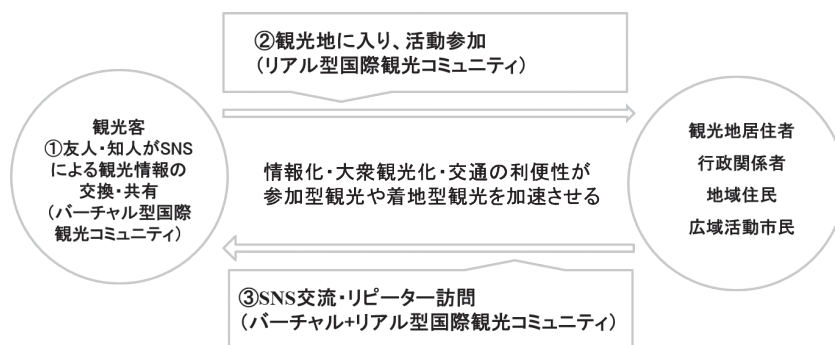 ②観光地に入り、活動参加
(リアル型国際観光コミュニティ)
観光客
①友人・知人がSNS
による観光情報の
交換・共有
(バーチャル型国際
観光コミュニティ)
情報化・大衆観光化・交通の利便性が
参加型観光や着地型観光を加速させる
観光地居住者
行政関係者
地域住民
広域活動市民
③SNS交流・リピーター訪問
(バーチャル+リアル型国際観光コミュニティ)